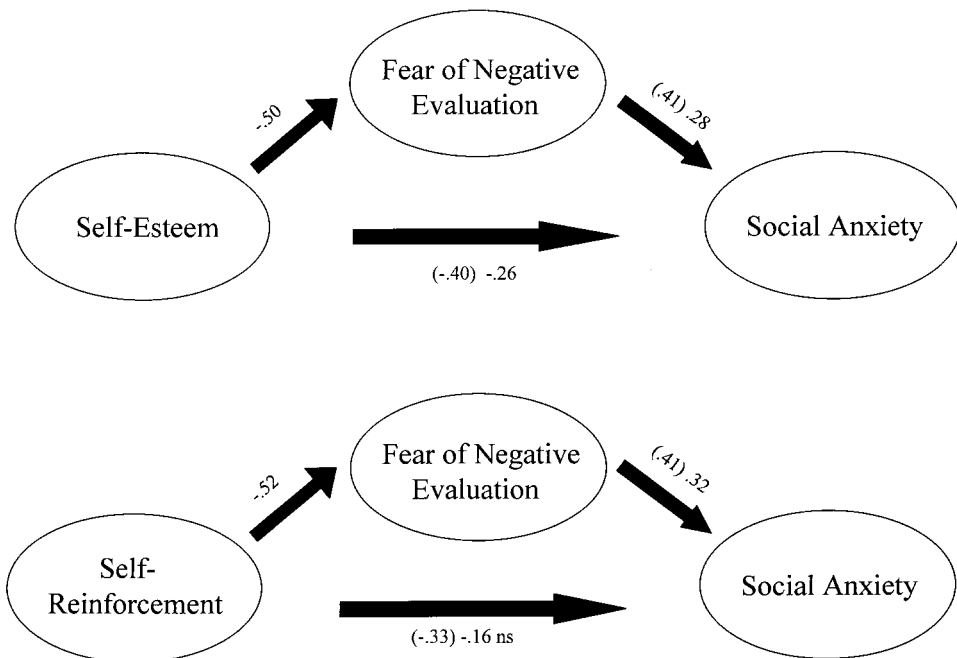 Fear of Negative
Evaluation
-.50
(.41) .28
Self-Esteem
Social Anxiety
(-.40) -.26
Fear of Negative
Evaluation
-.52
(.41) .32
Self-
Reinforcement
Social Anxiety
(-.33) -.16 ns